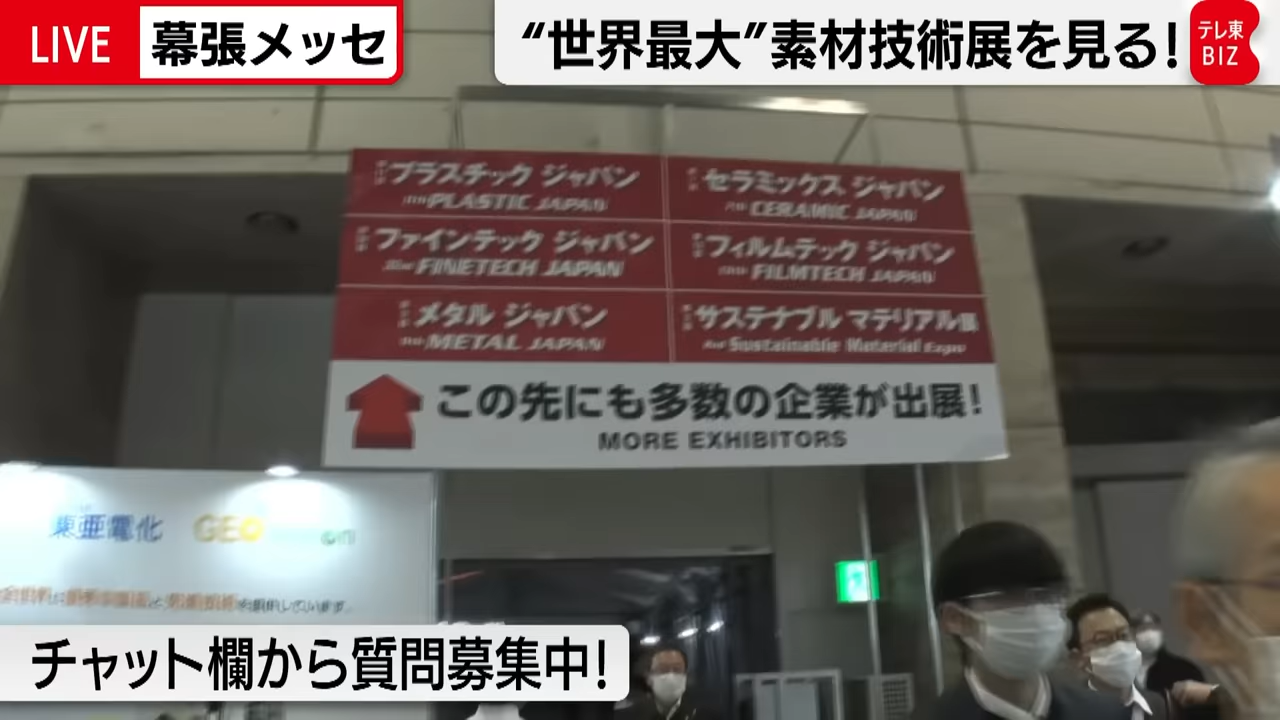 LIVE
幕張メッセ
“世界最大”素材技術展を見る!
テレ東
BIZ
プラスチック ジャパン
PLASTIC JAPAN
セラミックス ジャパン
CERAMIC JAPAN
ファインテック ジャパン
FINETECH JAPAN
フィルムテック ジャパン
FILMTECH JAPAN
メタル ジャパン
METAL JAPAN
サステナブル マテリアル展
Sustainable Material Expo
この先にも多数の企業が出展!
MORE EXHIBITORS
東亜電化
チャット欄から質問募集中!